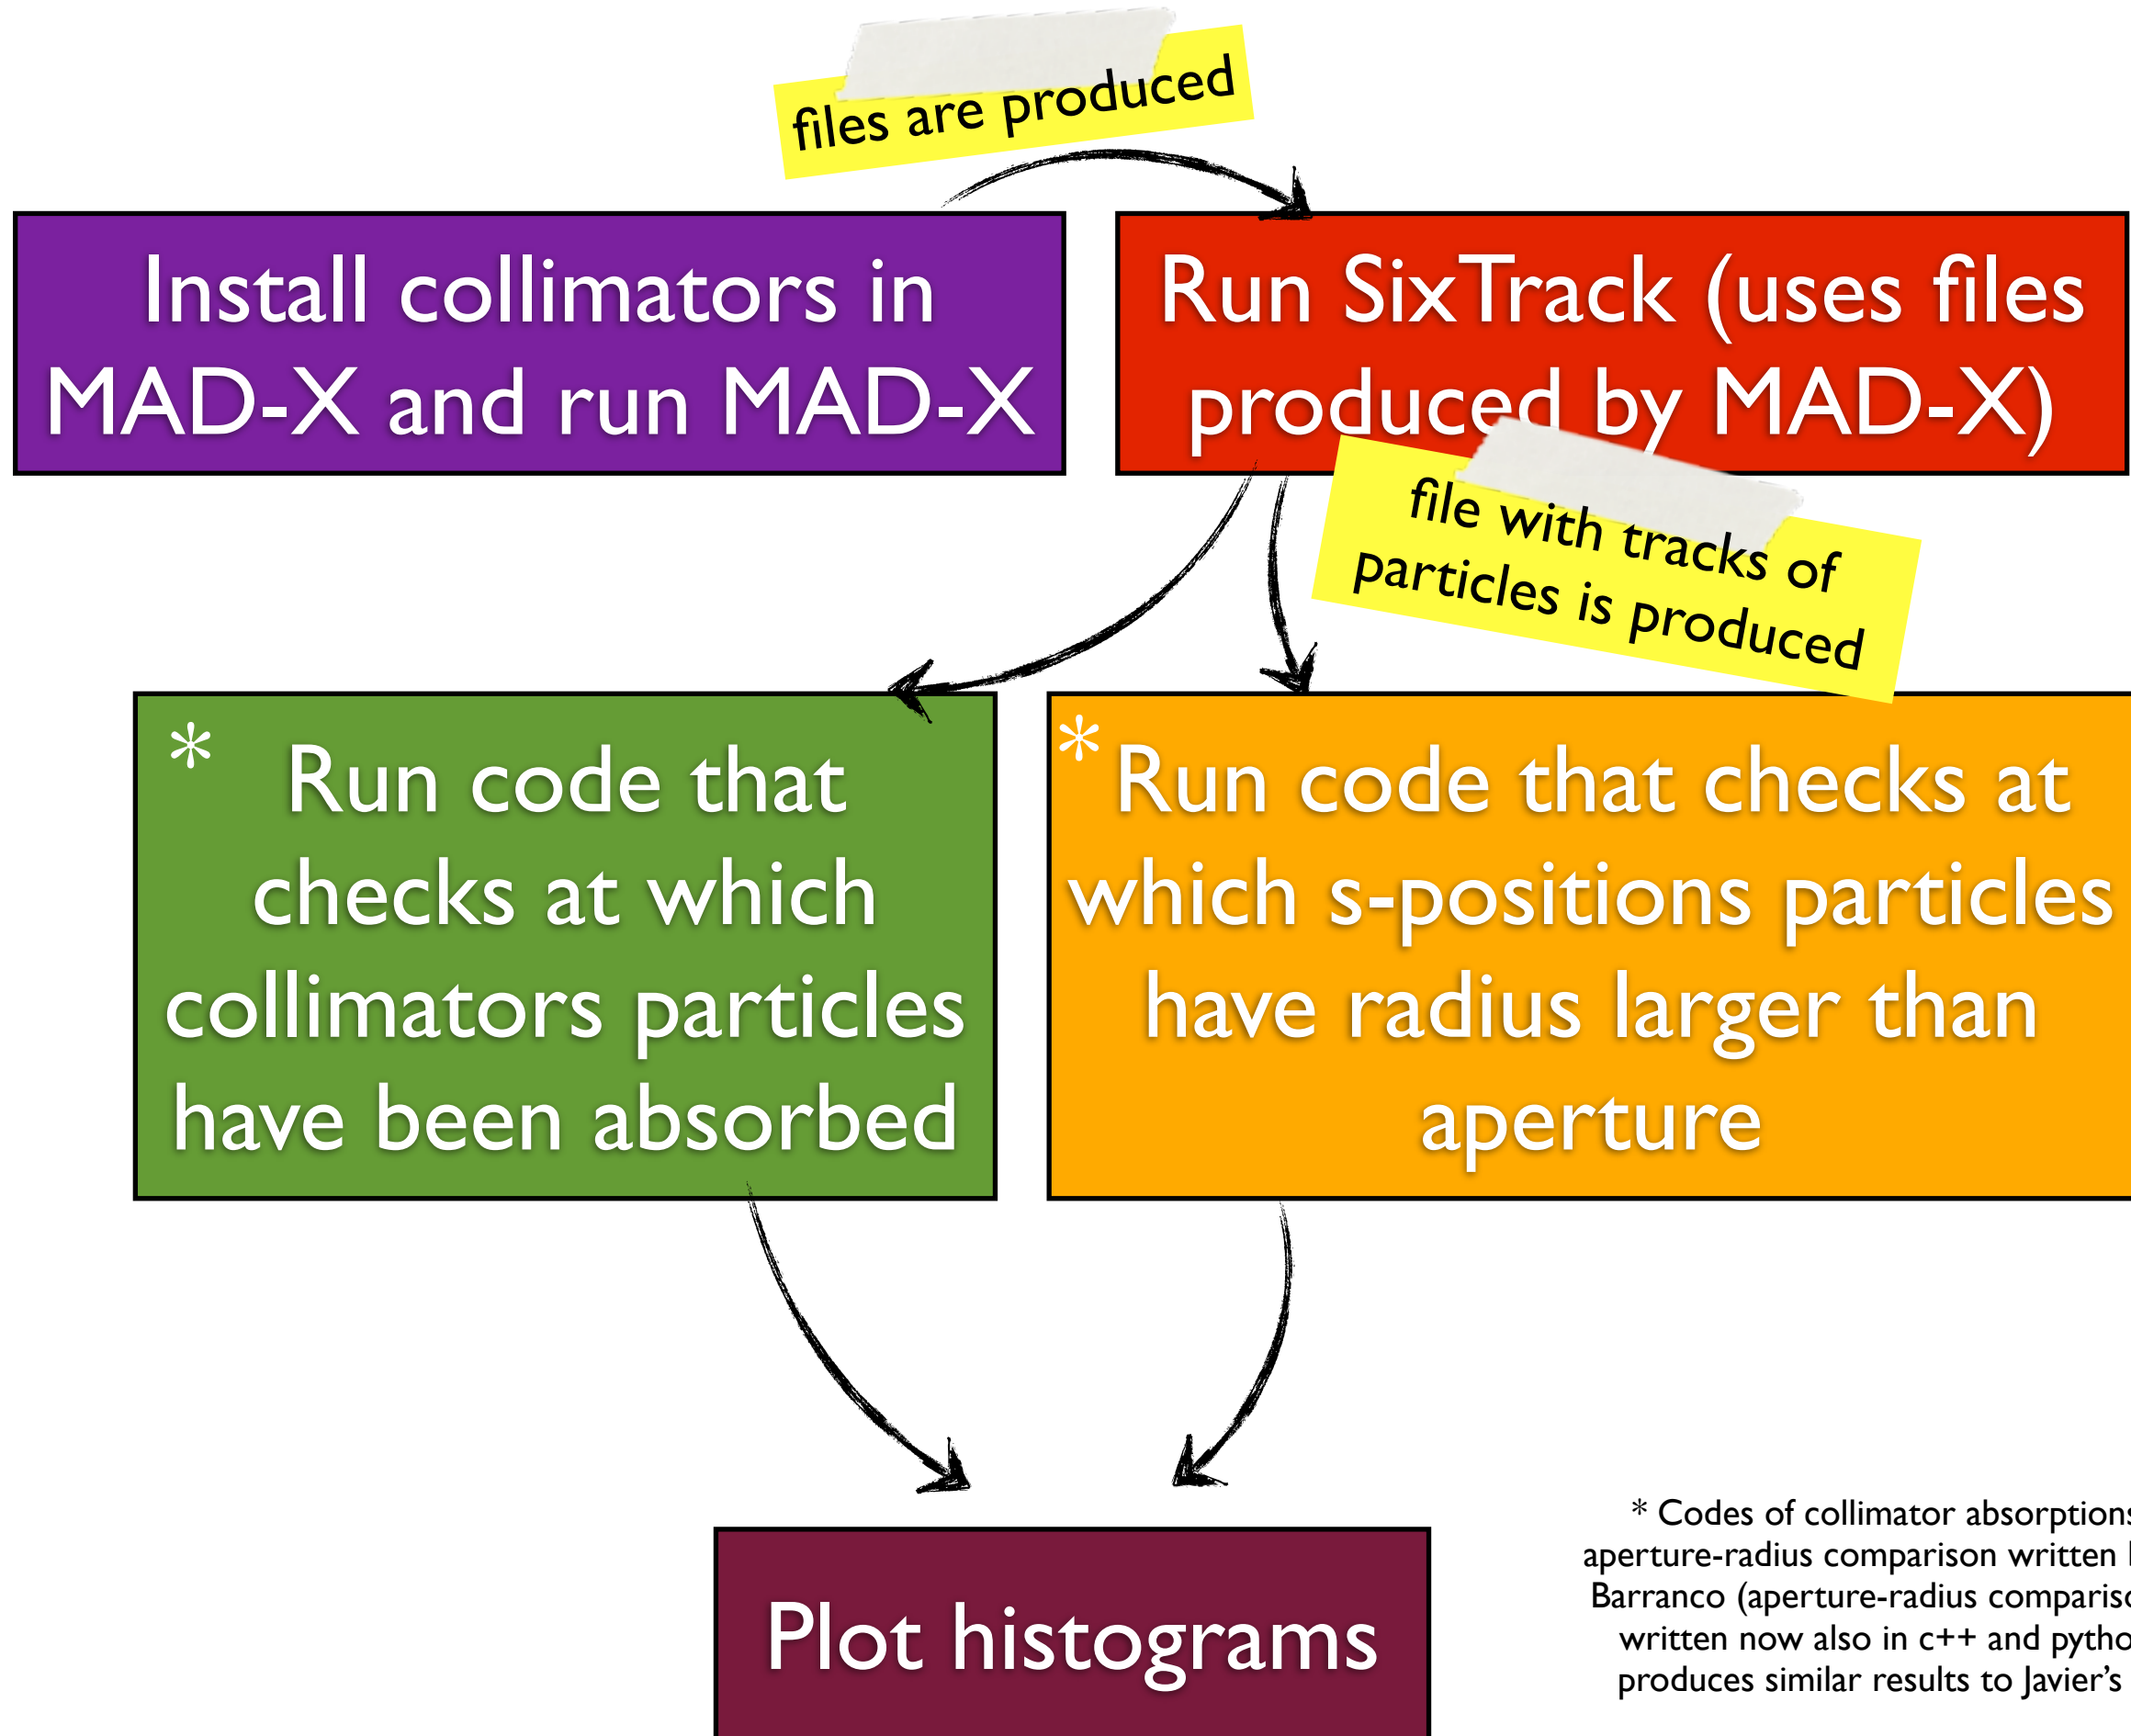 files are produced
Install collimators in
MAD-X and run MAD-X
Run SixTrack (uses files
produced by MAD-X)
file with tracks of
particles is produced
* Run code that
checks at which
collimators particles
have been absorbed
* Run code that checks at
which s-positions particles
have radius larger than
aperture
Plot histograms
* Codes of collimator absorptions
aperture-radius comparison written
Barranco (aperture-radius
written now also in c++ and
produces similar results to Javier's